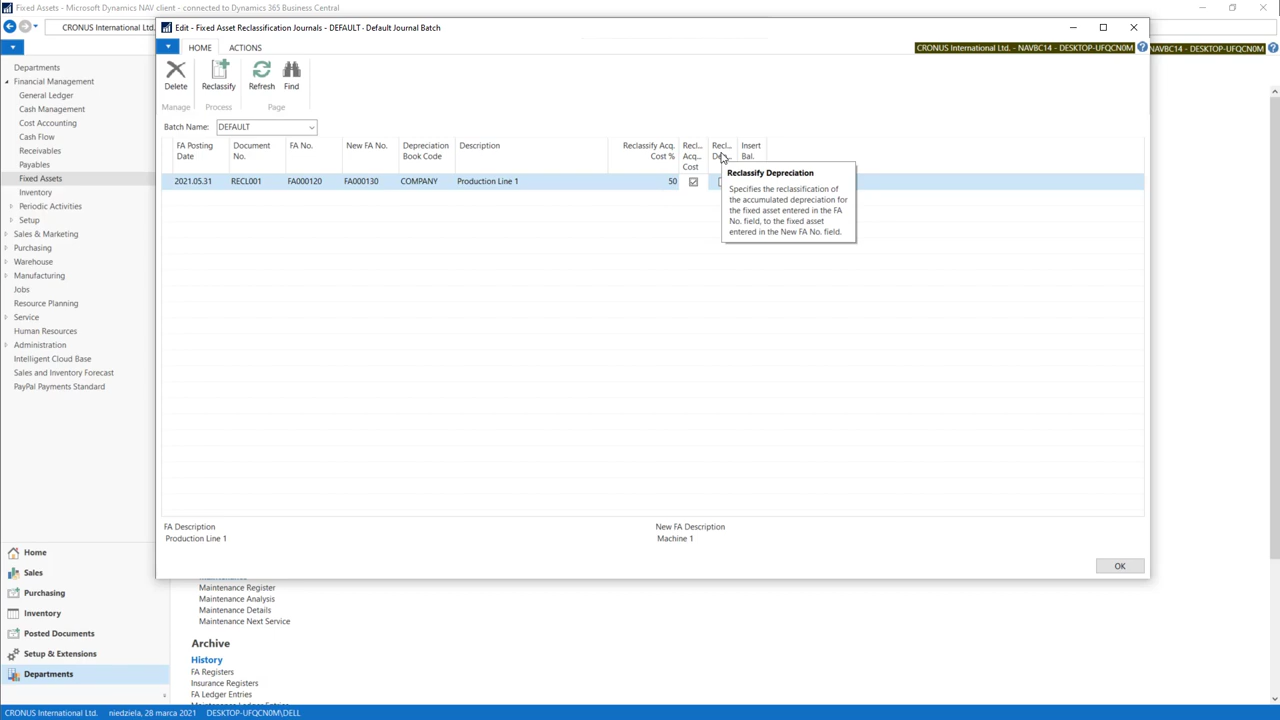 Fixed Assets - Microsoft Dynamics NAV client - connected to Dynamics 365 Business Central
CRONUS International Ltd.
Edit - Fixed Asset Reclassification Journals - DEFAULT · Default Journal Batch
HOME
ACTIONS
CRONUS International Ltd. - NAVBC14 - DESKTOP-UFQCN0M
NAVBC14 - DESKTOP-UFQCN0M
Delete
Reclassify
Refresh
Find
Manage
Process
Page
Batch Name:
DEFAULT
FA Posting Date
Document No.
FA No.
New FA No.
Depreciation Book Code
Description
Reclassify Acq. Cost %
Recl... Acq... Cost
Recl...
Insert Bal.
2021.05.31
RECL001
FA000120
FA000130
COMPANY
Production Line 1
50
Reclassify Depreciation
Specifies the reclassification of
the accumulated depreciation for
the fixed asset entered in the FA
No. field, to the fixed asset
entered in the New FA No. field.
FA Description
Production Line 1
New FA Description
Machine 1
OK
Departments
Financial Management
General Ledger
Cash Management
Cost Accounting
Cash Flow
Receivables
Payables
Fixed Assets
Inventory
Periodic Activities
Setup
Sales & Marketing
Purchasing
Warehouse
Manufacturing
Jobs
Resource Planning
Service
Human Resources
Administration
Intelligent Cloud Base
Sales and Inventory Forecast
PayPal Payments Standard
Home
Sales
Purchasing
Inventory
Posted Documents
Setup & Extensions
Departments
Maintenance Register
Maintenance Analysis
Maintenance Details
Maintenance Next Service
Archive
History
FA Registers
Insurance Registers
FA Ledger Entries
CRONUS International Ltd.
niedziela, 28 marca 2021
DESKTOP-UFQCN0M\DELL